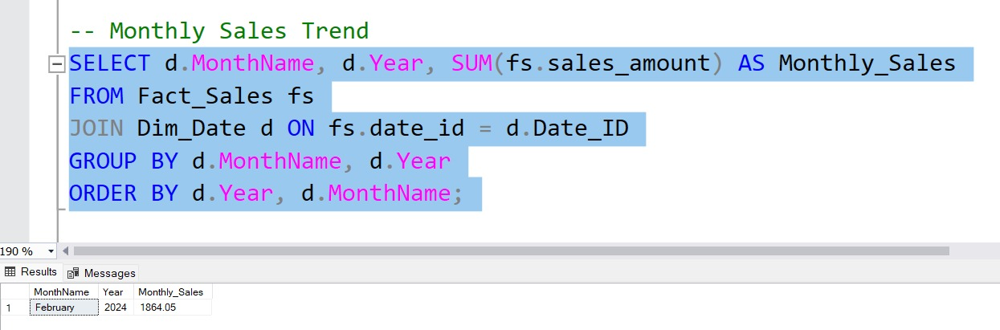 -- Monthly Sales Trend
SELECT d.MonthName, d.Year, SUM(fs.sales_amount) AS Monthly_Sales
FROM Fact_Sales fs
JOIN Dim_Date d ON fs.date_id = d.Date_ID
GROUP BY d.MonthName, d.Year
ORDER BY d.Year, d.MonthName;
190 %
Results Messages
MonthName Year Monthly_Sales
1 February 2024 1864.05